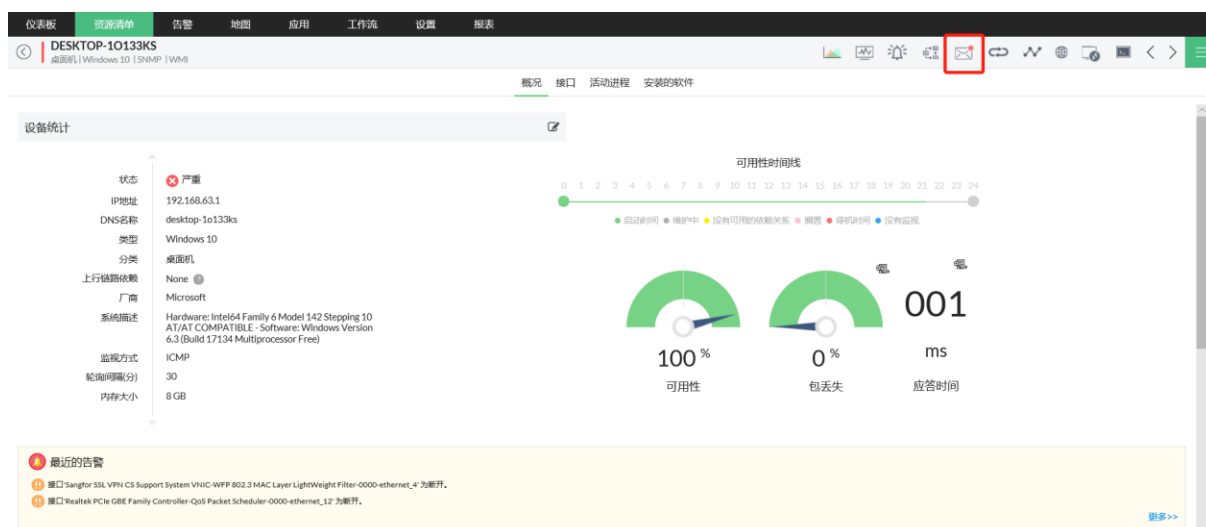 仪表板 资源清单 告警 地图 应用 工作流 设置 报表
DESKTOP-1O133KS
桌面机 | Windows 10 | SNMP | WMI
概况 接口 活动进程 安装的软件
设备统计
状态 严重
IP地址 192.168.63.1
DNS名称 desktop-1o133ks
类型 Windows 10
分类 桌面机
上行链路依赖 None
厂商 Microsoft
系统描述 Hardware: Intel64 Family 6 Model 142 Stepping 10
AT/AT COMPATIBLE - Software: Windows Version
6.3 (Build 17134 Multiprocessor Free)
监视方式 ICMP
轮询间隔(分) 30
内存大小 8 GB
可用性时间线
0 1 2 3 4 5 6 7 8 9 10 11 12 13 14 15 16 17 18 19 20 21 22 23 24
启动时间 维护中 没有可用的依赖关系 搁置 停机时间 没有监视
100 % 0 % 001
ms
可用性 包丢失 应答时间
最近的告警
接口'Sangfor SSL VPN CS Support System VNIC-WFP 802.3 MAC Layer LightWeight Filter-0000-ethernet_4' 为断开。
接口'Realtek PCIe GBE Family Controller-QoS Packet Scheduler-0000-ethernet_12' 为断开。
更多>>